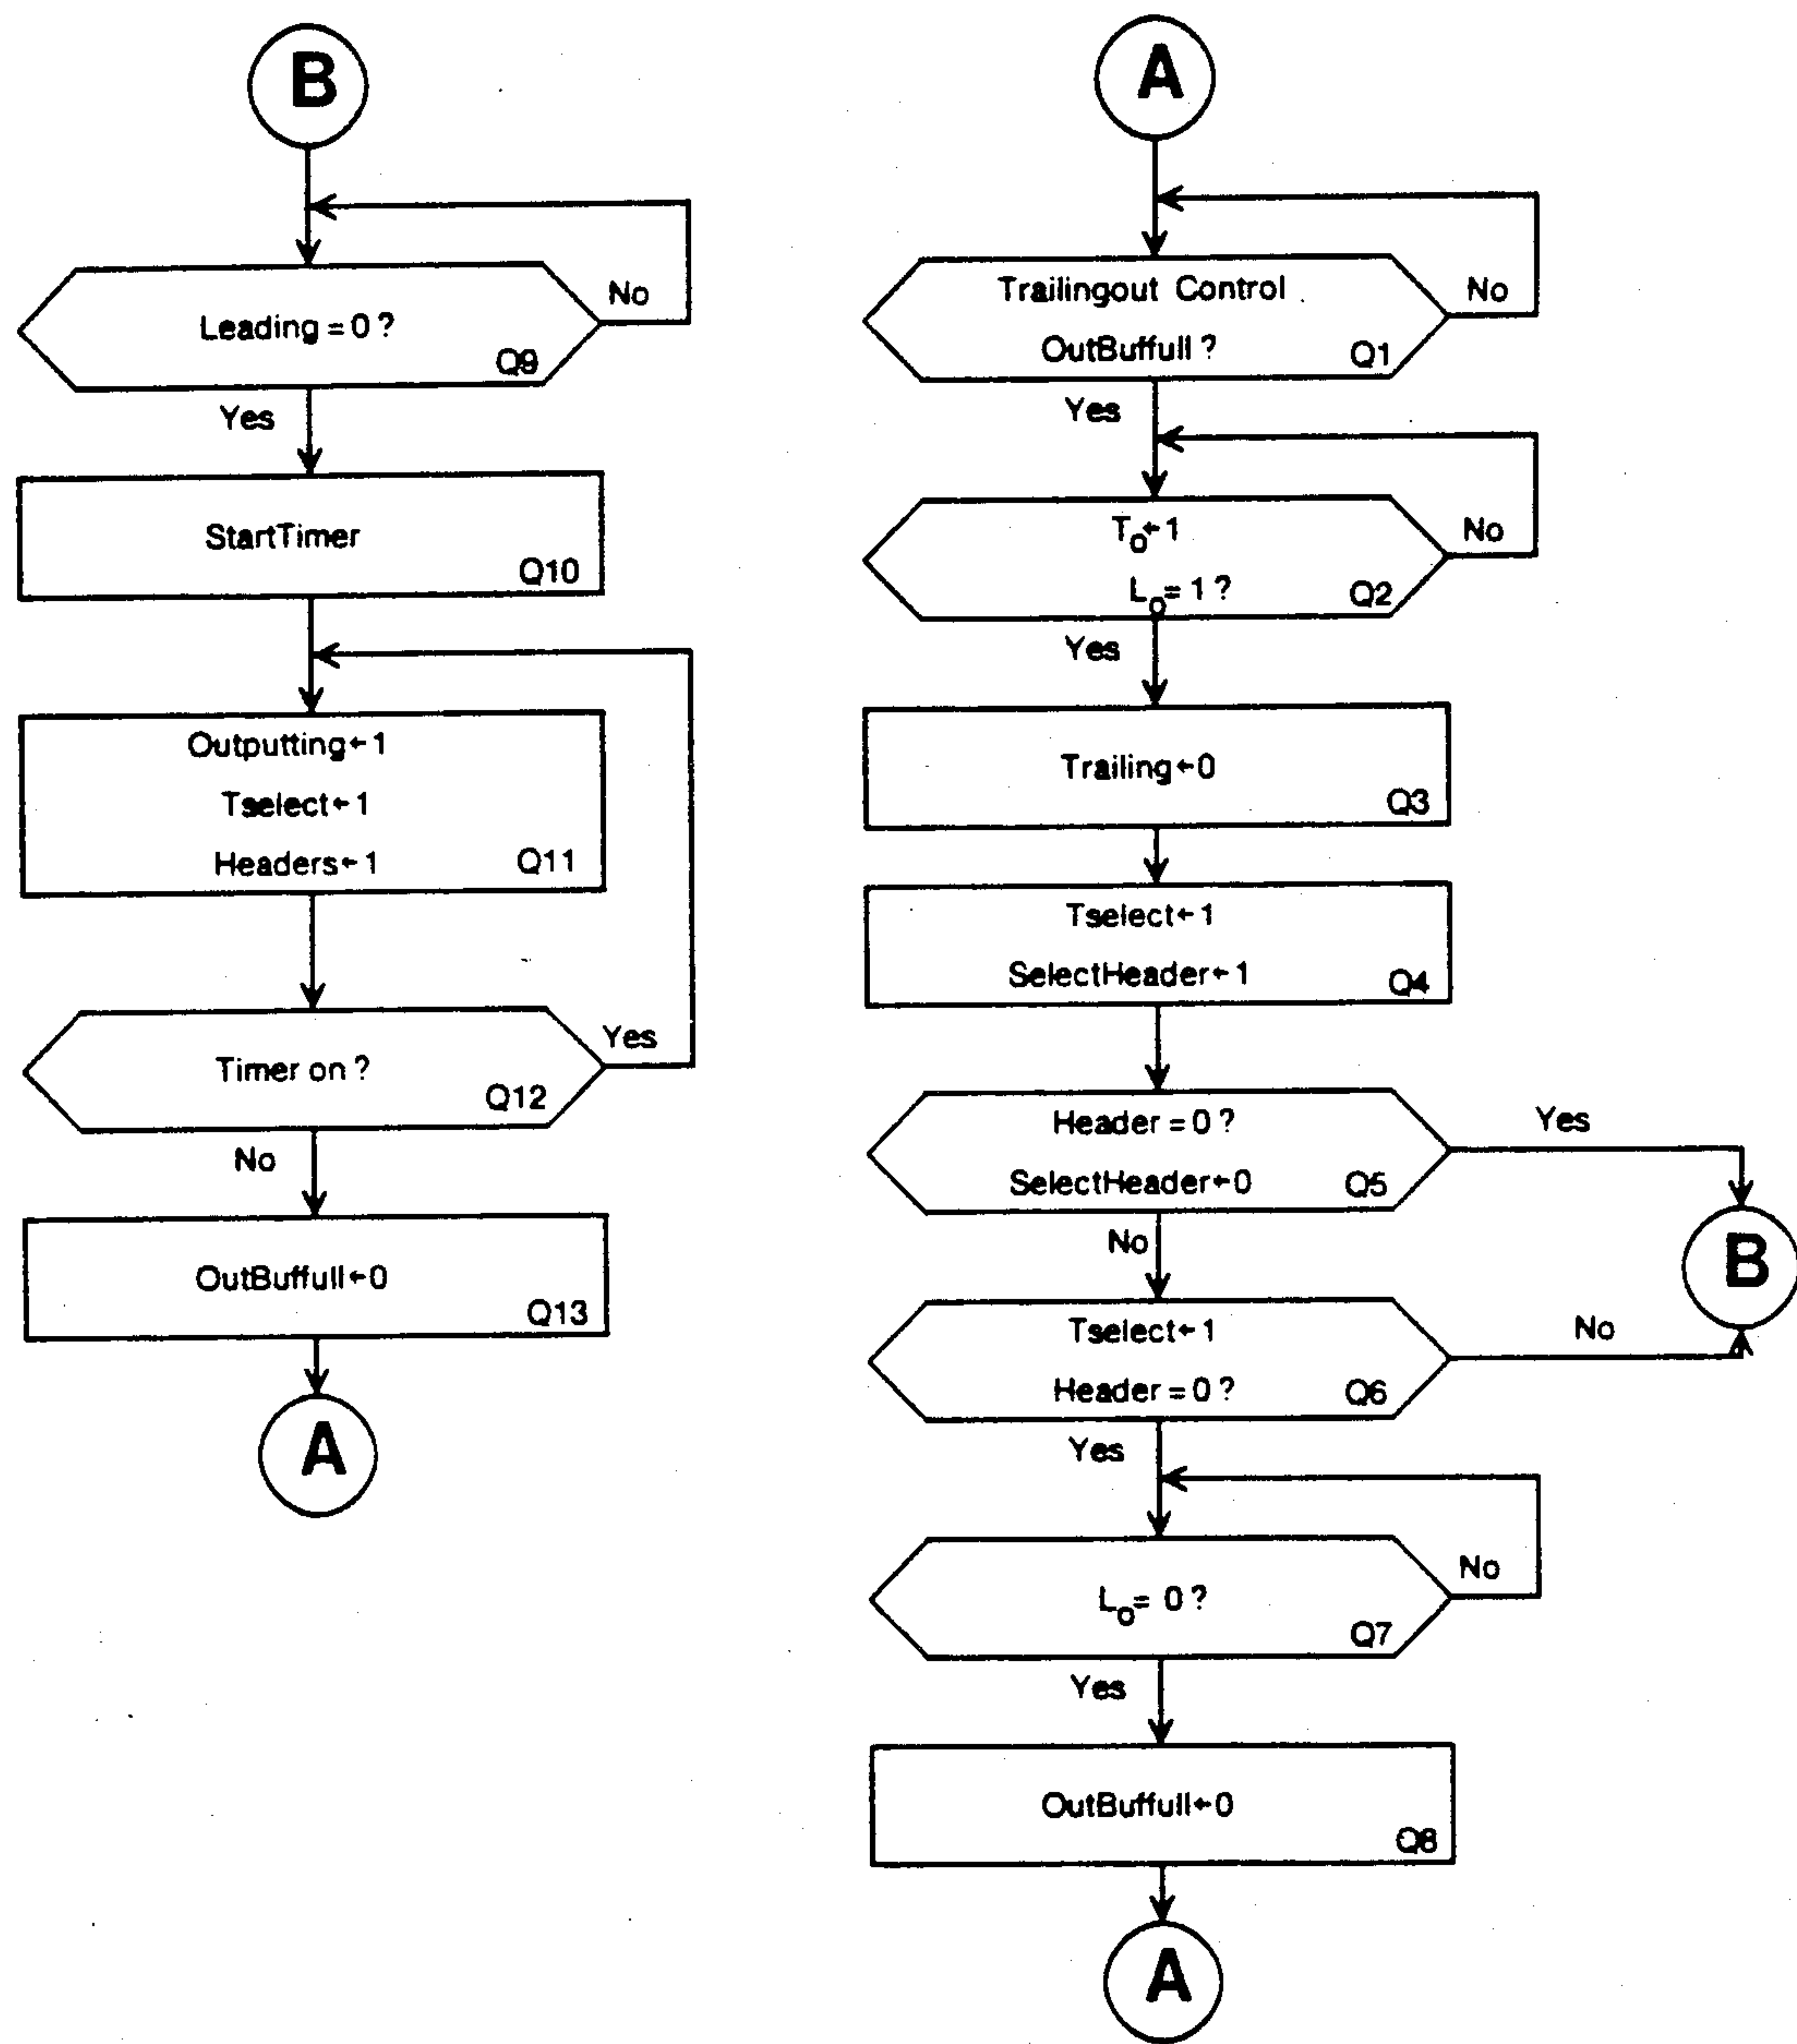 B
Leading = 0 ?
No
Q9
Yes
StartTimer
Q10
Outputting←1
Tselect←1
Headers←1
Q11
Timer on ?
Yes
Q12
No
OutBuffull←0
Q13
A
A
Trailingout Control
No
OutBuffull ?
Q1
Yes
To←1
No
Lo= 1 ?
Q2
Yes
Trailing←0
Q3
Tselect←1
SelectHeader←1
Q4
Header = 0 ?
Yes
SelectHeader←0
Q5
No
B
Tselect←1
No
Header = 0 ?
Q6
Yes
Lo= 0 ?
No
Q7
Yes
OutBuffull←0
Q8
A